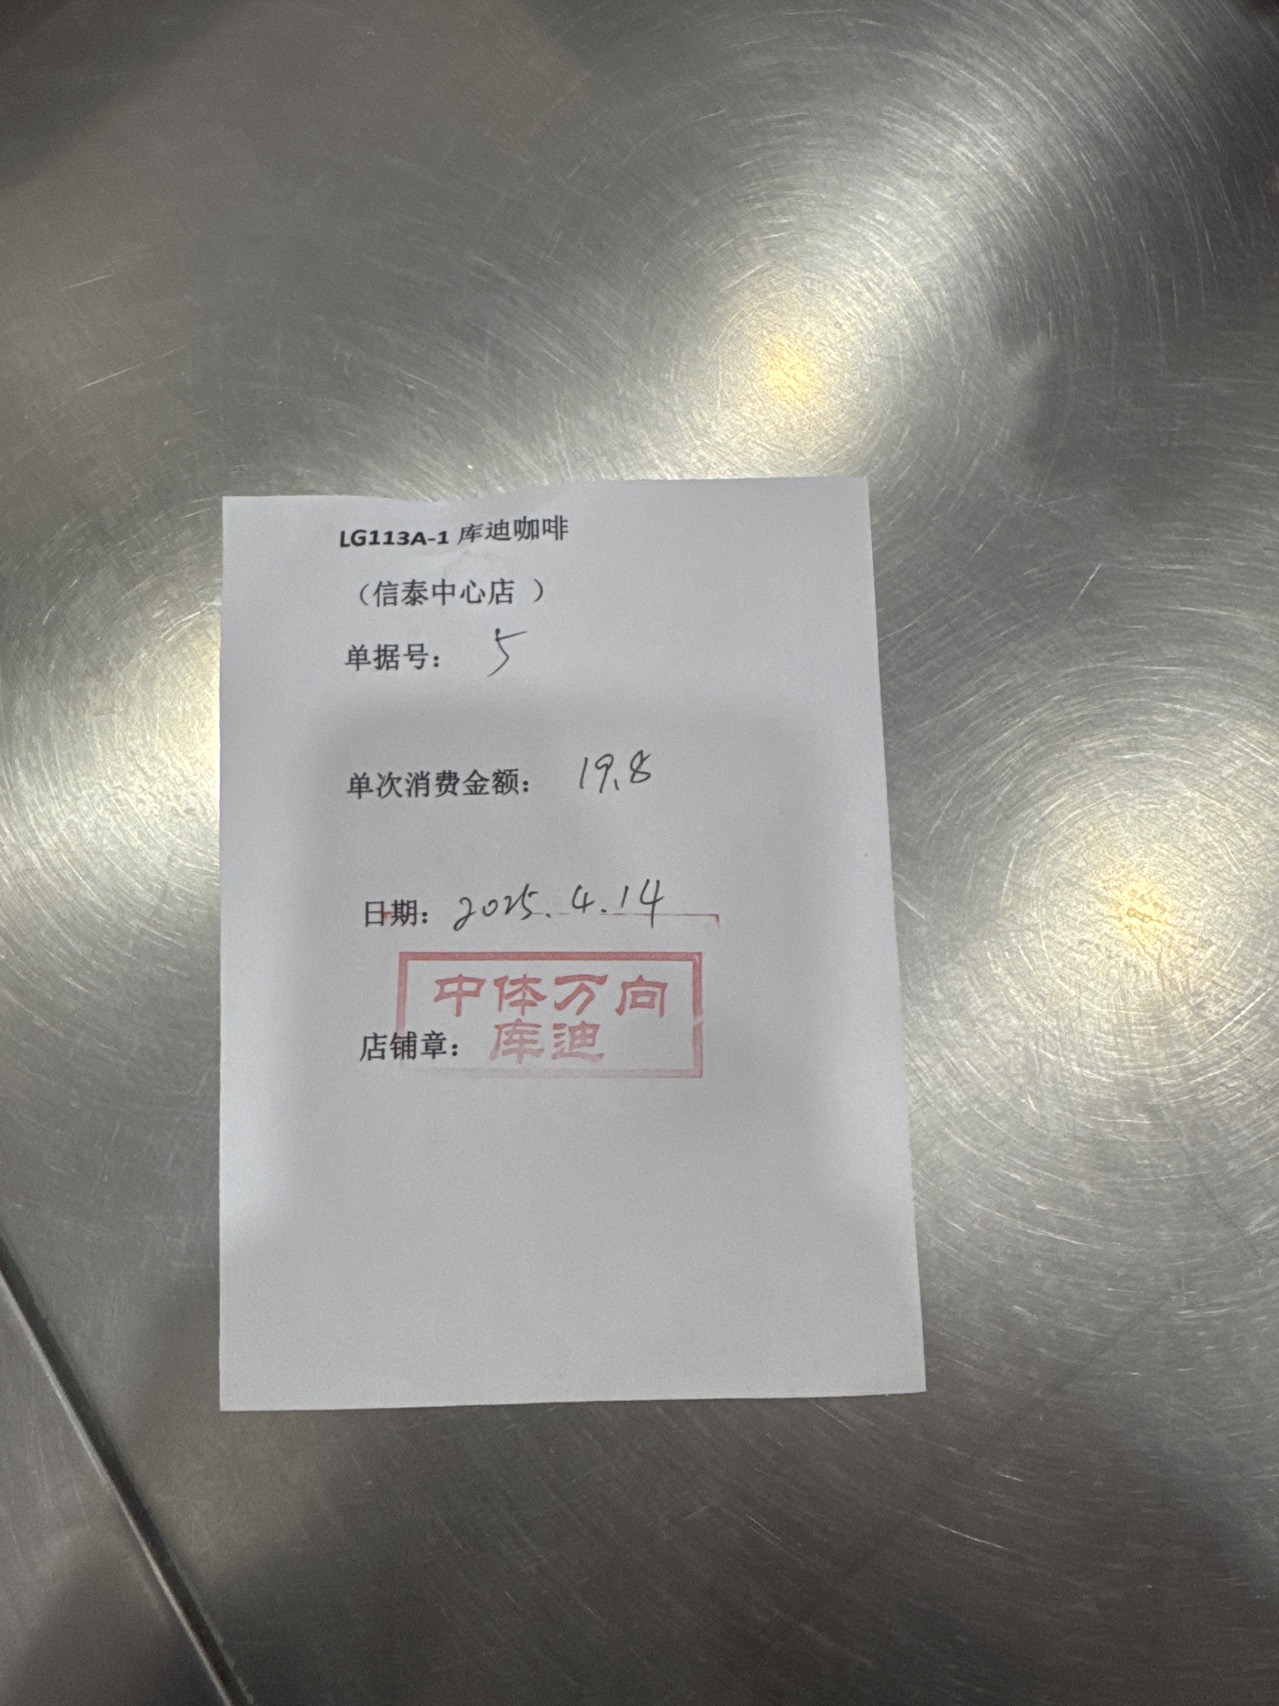 LG113A-1 库迪咖啡
（信泰中心店 ）
单据号： 5
单次消费金额： 19.8
日期： 2025.4.14
中体万向
店铺章： 库迪